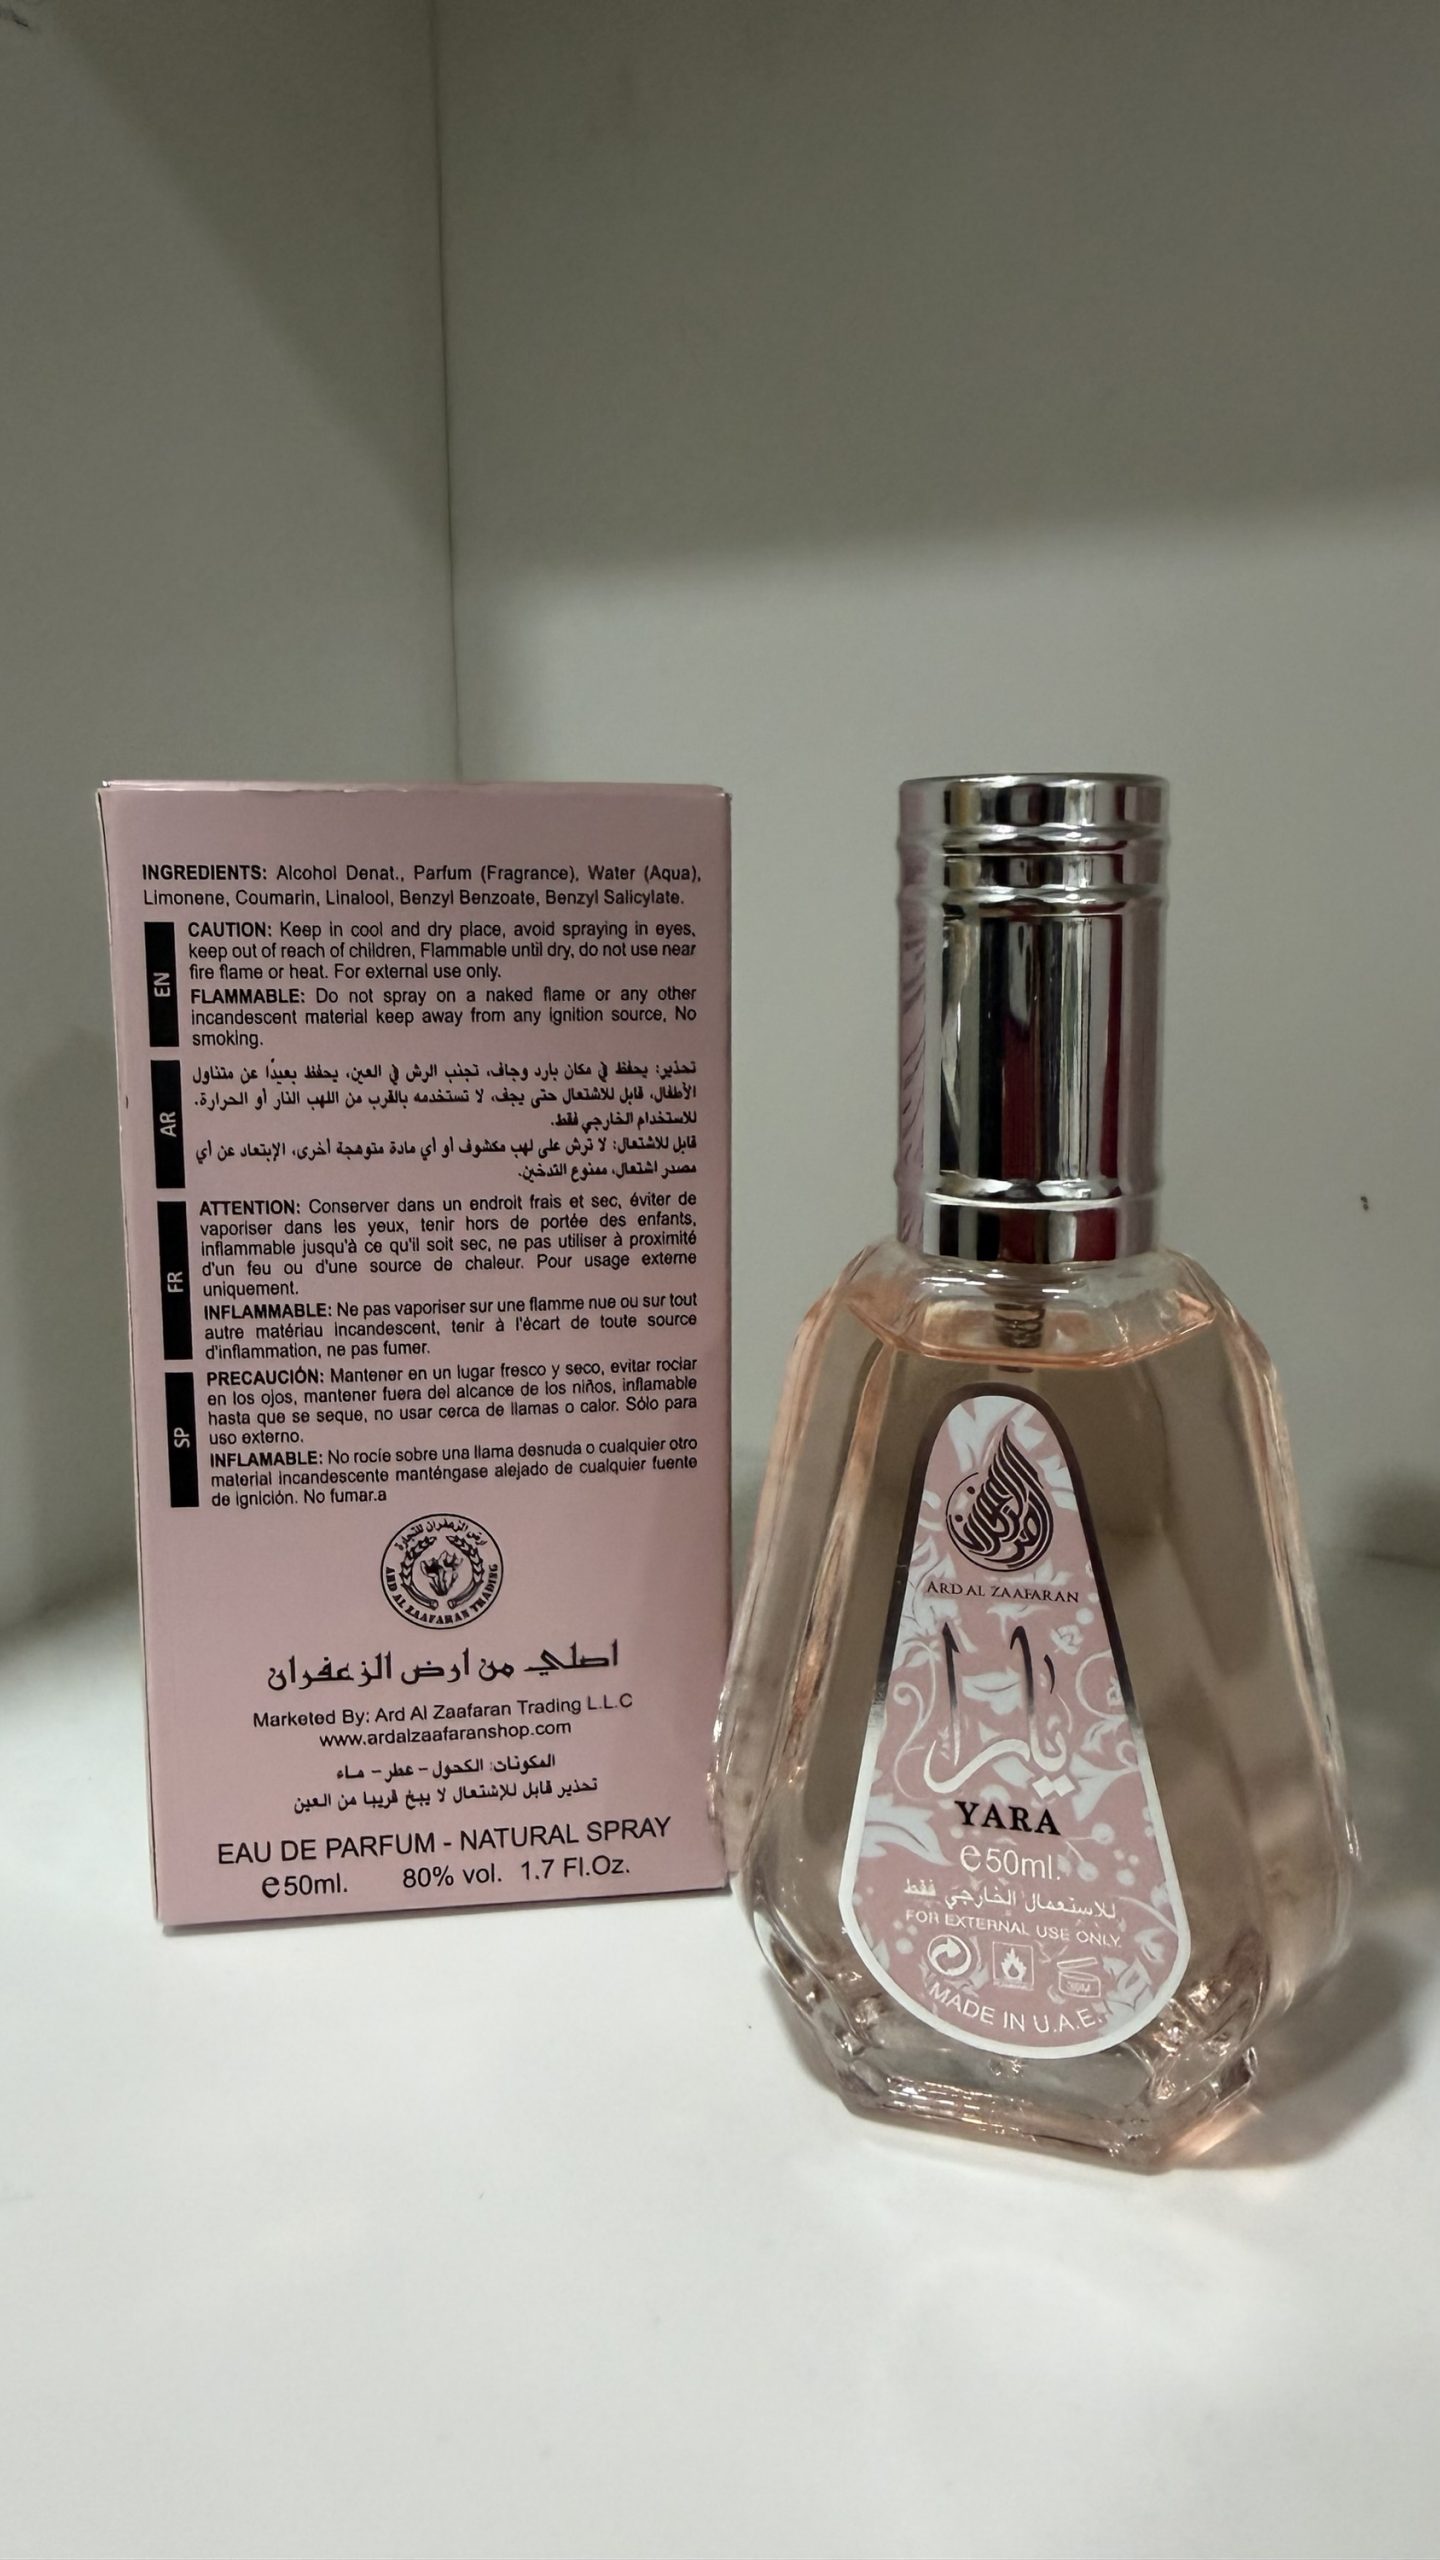 INGREDIENTS: Alcohol Denat., Parfum (Fragrance), Water (Aqua),
Limonene, Coumarin, Linalool, Benzyl Benzoate, Benzyl Salicylate.
EN
CAUTION: Keep in cool and dry place, avoid spraying in eyes,
keep out of reach of children, Flammable until dry, do not use near
fire flame or heat. For external use only.
FLAMMABLE: Do not spray on a naked flame or any other
incandescent material keep away from any ignition source, No
smoking.
AR
تحذير: يحفظ في مكان بارد وجاف، تجنب الرش في العين، يحفظ بعيدًا عن متناول
الأطفال، قابل للاشتعال حتى يجف، لا تستخدمه بالقرب من اللهب النار أو الحرارة.
للاستخدام الخارجي فقط.
قابل للاشتعال: لا ترش على لهب مكشوف أو أي مادة متوهجة أخرى، الإبتعاد عن أي
مصدر اشتعال، ممنوع التدخين.
FR
ATTENTION: Conserver dans un endroit frais et sec, éviter de
vaporiser dans les yeux, tenir hors de portée des enfants,
inflammable jusqu'à ce qu'il soit sec, ne pas utiliser à proximité
d'un feu ou d'une source de chaleur. Pour usage externe
uniquement.
INFLAMMABLE: Ne pas vaporiser sur une flamme nue ou sur tout
autre matériau incandescent, tenir à l'écart de toute source
d'inflammation, ne pas fumer.
SP
PRECAUCIÓN: Mantener en un lugar fresco y seco, evitar rociar
en los ojos, mantener fuera del alcance de los niños, inflamable
hasta que se seque, no usar cerca de llamas o calor. Sólo para
uso externo.
INFLAMABLE: No rocíe sobre una llama desnuda o cualquier otro
material incandescente manténgase alejado de cualquier fuente
de ignición. No fumar.a
ارض الزعفران للتجارة
ARD AL ZAAFARAN TRADING
اصلي من ارض الزعفران
Marketed By: Ard Al Zaafaran Trading L.L.C
www.ardalzaafaranshop.com
المكونات: الكحول - عطر - ماء
تحذير قابل للإشتعال لا يبخ قريبا من العين
EAU DE PARFUM - NATURAL SPRAY
e50ml. 80% vol. 1.7 Fl.Oz.
ارض الزعفران
ARD AL ZAAFARAN
يارا
YARA
e50ml.
للاستعمال الخارجي فقط
FOR EXTERNAL USE ONLY.
MADE IN U.A.E.